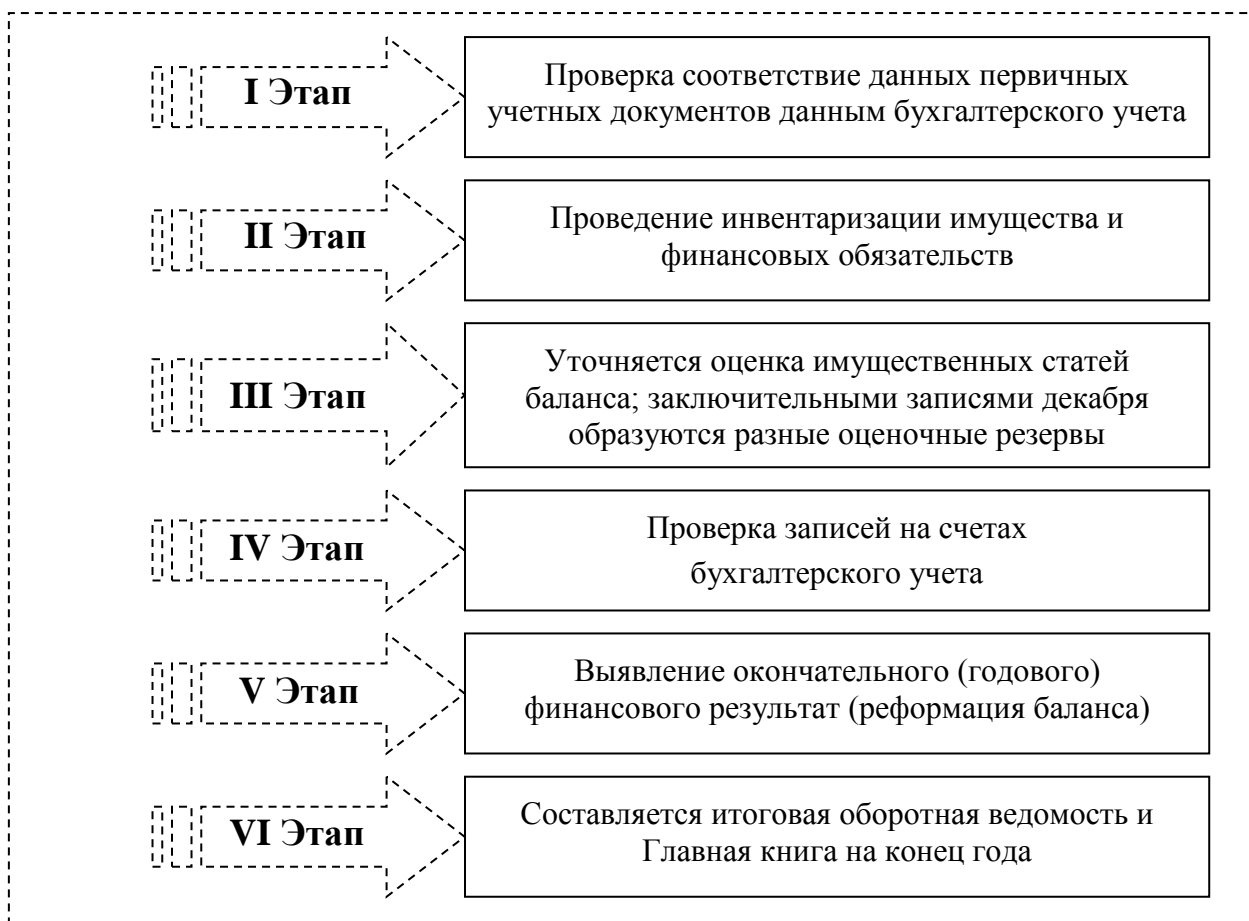 I Этап
Проверка соответствие данных первичных
учетных документов данным бухгалтерского учета
II Этап
Проведение инвентаризации имущества и
финансовых обязательств
III Этап
Уточняется оценка имущественных статей
баланса; заключительными записями декабря
образуются разные оценочные резервы
IV Этап
Проверка записей на счетах
бухгалтерского учета
V Этап
Выявление окончательного (годового)
финансового результат (реформация баланса)
VI Этап
Составляется итоговая оборотная ведомость и
Главная книга на конец года